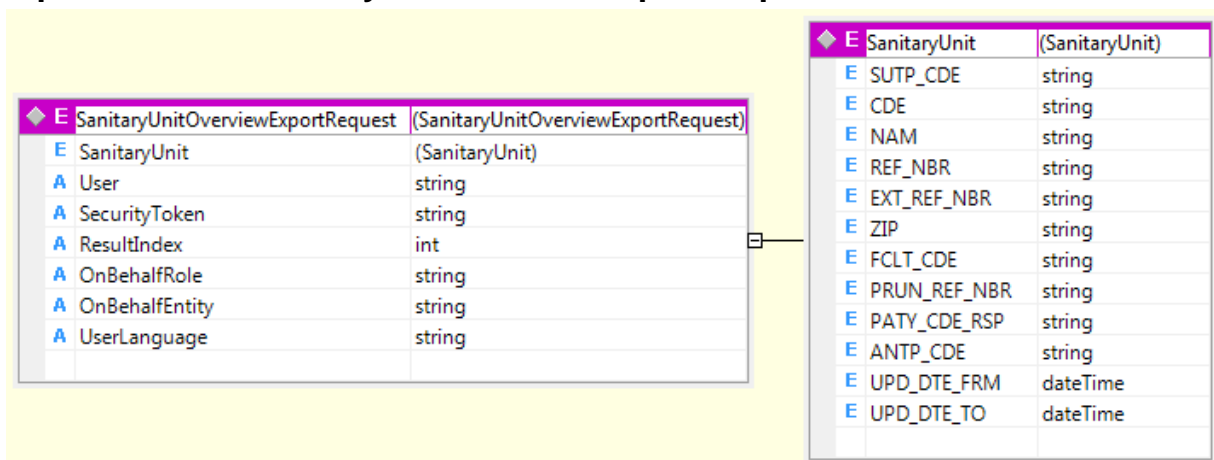 E SanitaryUnitOverviewExportRequest (SanitaryUnitOverviewExportRequest)
E SanitaryUnit (SanitaryUnit)
A User string
A SecurityToken string
A ResultIndex int
A OnBehalfRole string
A OnBehalfEntity string
A UserLanguage string
E SanitaryUnit (SanitaryUnit)
E SUTP_CDE string
E CDE string
E NAM string
E REF_NBR string
E EXT_REF_NBR string
E ZIP string
E FCLT_CDE string
E PRUN_REF_NBR string
E PATY_CDE_RSP string
E ANTP_CDE string
E UPD_DTE_FRM dateTime
E UPD_DTE_TO dateTime